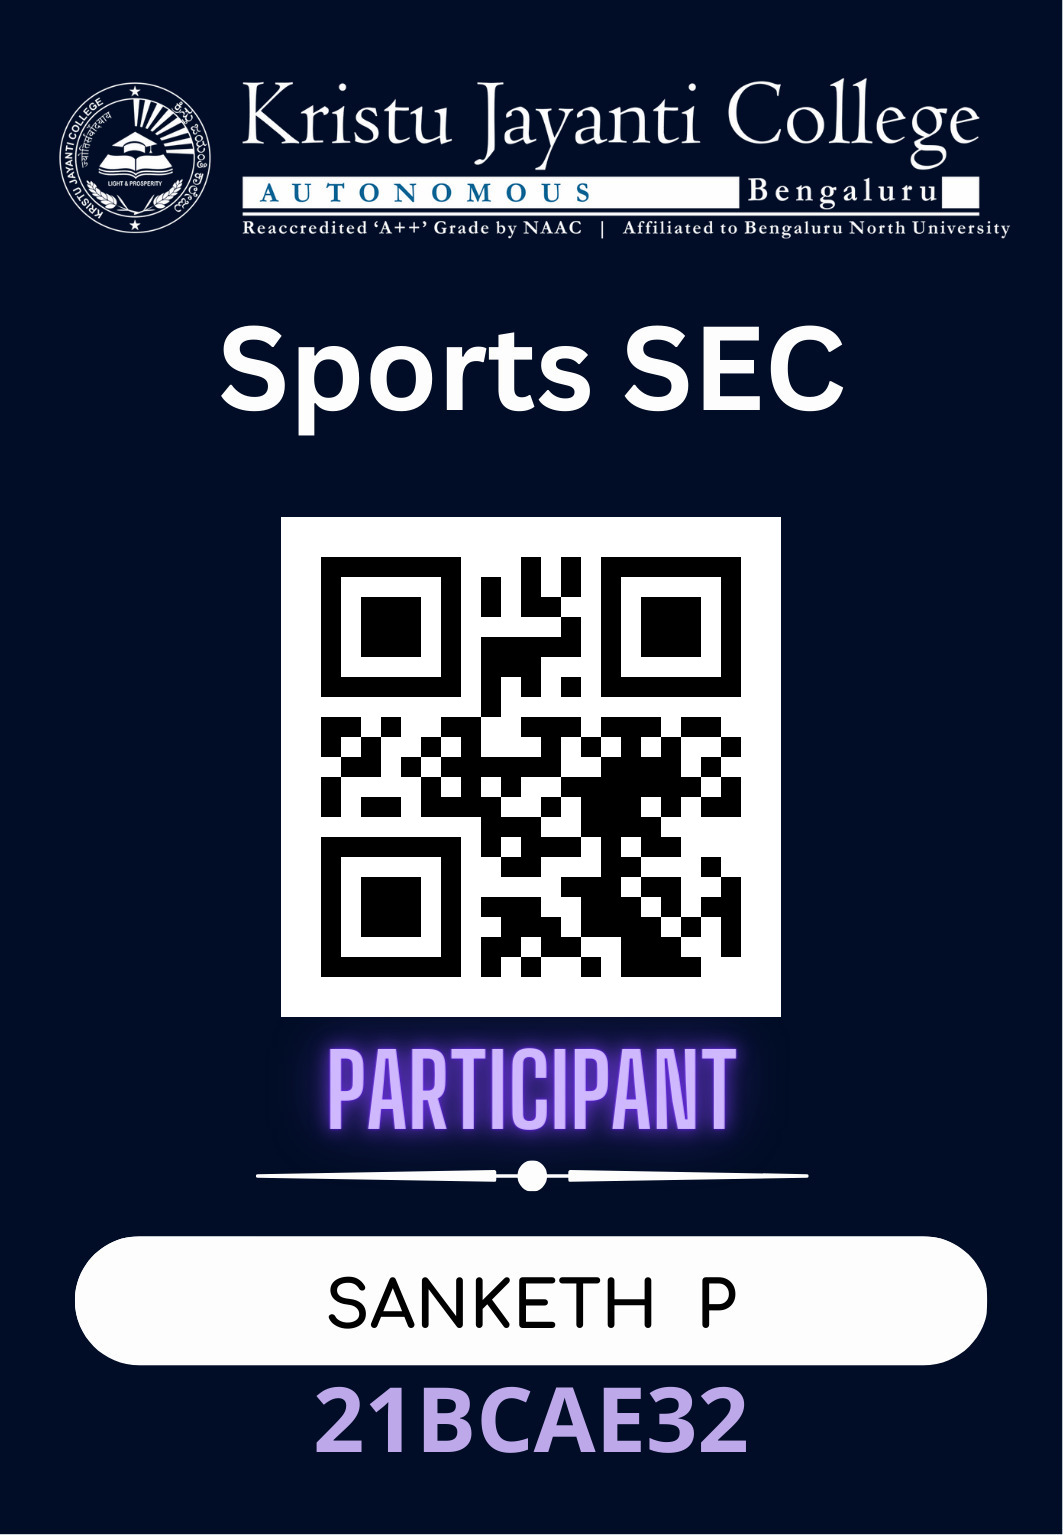 Kristu Jayanti College
AUTONOMOUS Bengaluru
Reaccredited ‘A++’ Grade by NAAC | Affiliated to Bengaluru North University
KRISTU JAYANTI COLLEGE
LIGHT & PROSPERITY
Sports SEC
PARTICIPANT
SANKETH P
21BCAE32